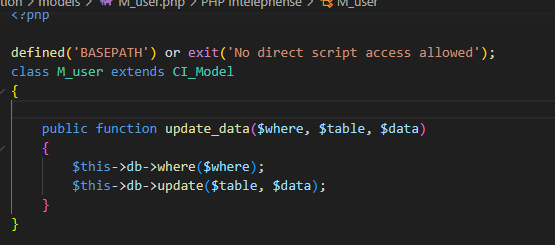 tion > models > M_user.php > PHP Intelephense > M_user
<?php
defined('BASEPATH') or exit('No direct script access allowed');
class M_user extends CI_Model
{
public function update_data($where, $table, $data)
{
$this->db->where($where);
$this->db->update($table, $data);
}
}